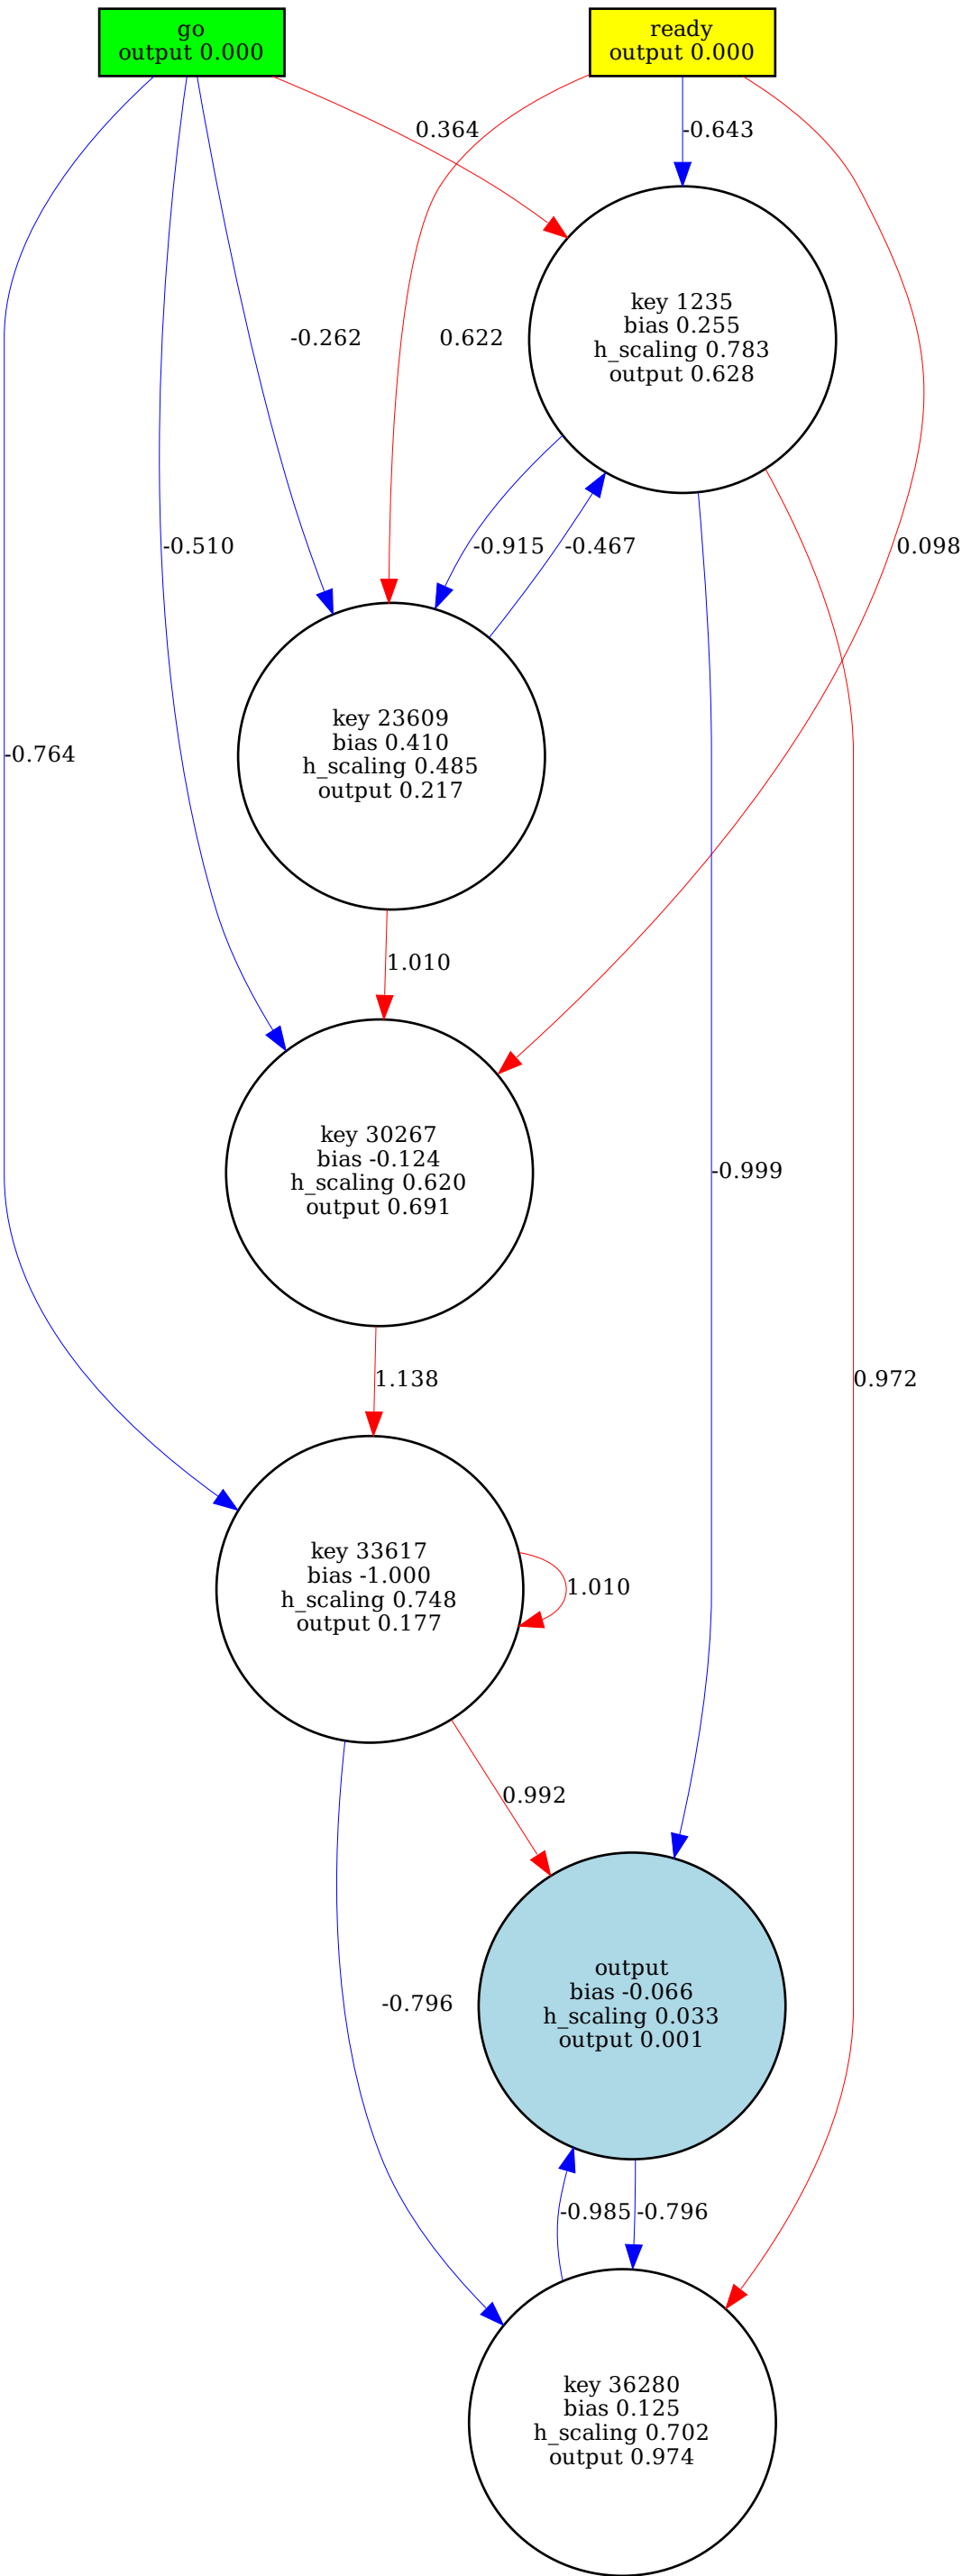 go
output 0.000
ready
output 0.000
0.364
-0.643
key 1235
bias 0.255
h_scaling 0.783
output 0.628
-0.262
0.622
-0.510
-0.915
-0.467
0.098
key 23609
bias 0.410
h_scaling 0.485
output 0.217
-0.764
1.010
key 30267
bias -0.124
h_scaling 0.620
output 0.691
-0.999
1.138
0.972
key 33617
bias -1.000
h_scaling 0.748
output 0.177
1.010
0.992
output
bias -0.066
h_scaling 0.033
output 0.001
-0.796
-0.985
-0.796
key 36280
bias 0.125
h_scaling 0.702
output 0.974